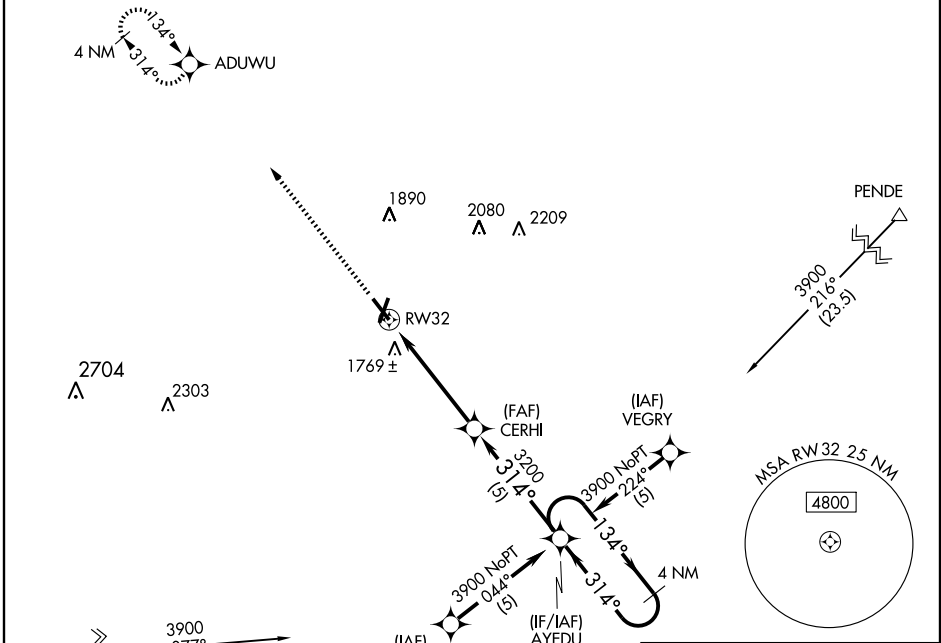 134°
4 NM
314°
ADUWU
1890
2080
2209
PENDE
3900
216°
(23.5)
RW32
1769 ±
2704
2303
(FAF)
CERHI
(IAF)
VEGRY
3200
314°
(5)
3900 NoPT
224°
(5)
MSA RW 32 25 NM
4800
134°
314°
4 NM
3900 NoPT
044°
(5)
(IF/IAF)
AYEDU
(IAF)
3900